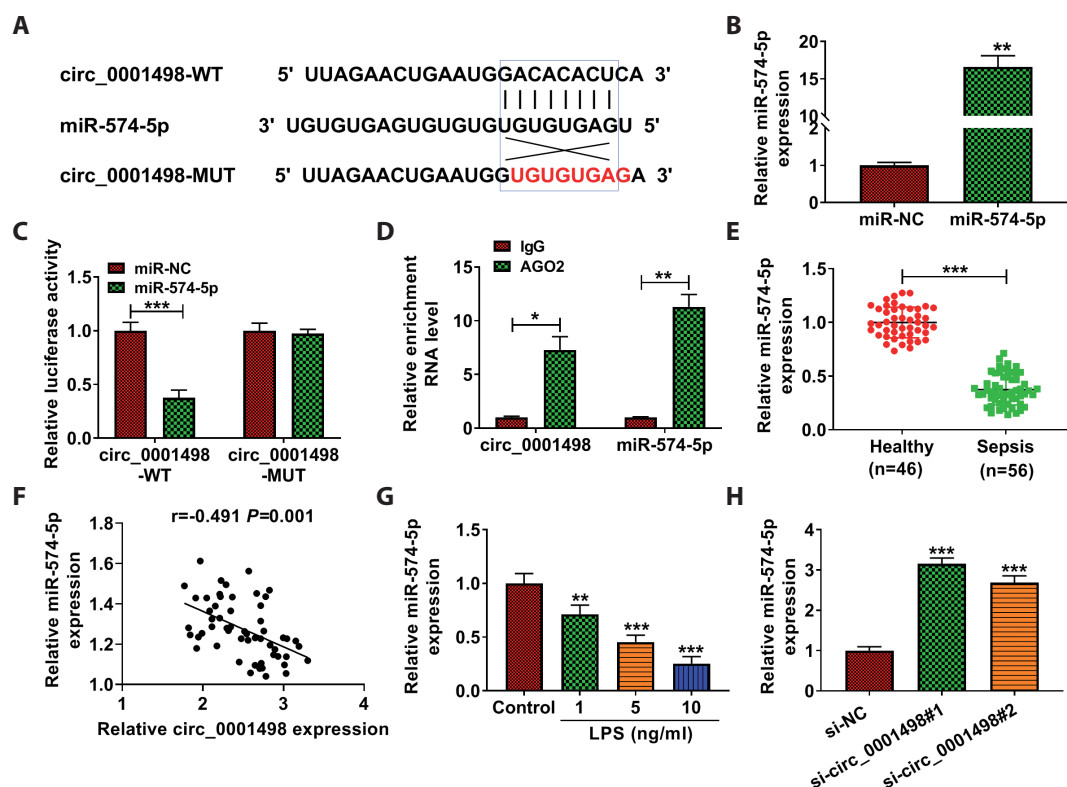 A
circ_0001498-WT 5' UUAGAACUGAAUGGACACACUCA 3'
miR-574-5p 3' UGUGUGAGUGUGUGUGUGUGAGU 5'
circ_0001498-MUT 5' UUAGAACUGAAUGGUGUGUGAGA 3'
B
Relative miR-574-5p
expression
20
15
10
2
1
0
**
miR-NC
miR-574-5p
C
Relative luciferase activity
1.5
1.0
0.5
0.0
miR-NC
miR-574-5p
***
circ_0001498
-WT
circ_0001498
-MUT
D
Relative enrichment
RNA level
15
10
5
0
IgG
AGO2
*
**
circ_0001498
miR-574-5p
E
Relative miR-574-5p
expression
1.5
1.0
0.5
0.0
***
Healthy
(n=46)
Sepsis
(n=56)
F
Relative miR-574-5p
expression
1.8
1.6
1.4
1.2
1.0
r=-0.491 P=0.001
1 2 3 4
Relative circ_0001498 expression
G
Relative miR-574-5p
expression
1.5
1.0
0.5
0.0
**
***
***
Control 1 5 10
LPS (ng/ml)
H
Relative miR-574-5p
expression
4
3
2
1
0
***
***
si-NC
si-circ_0001498#1
si-circ_0001498#2